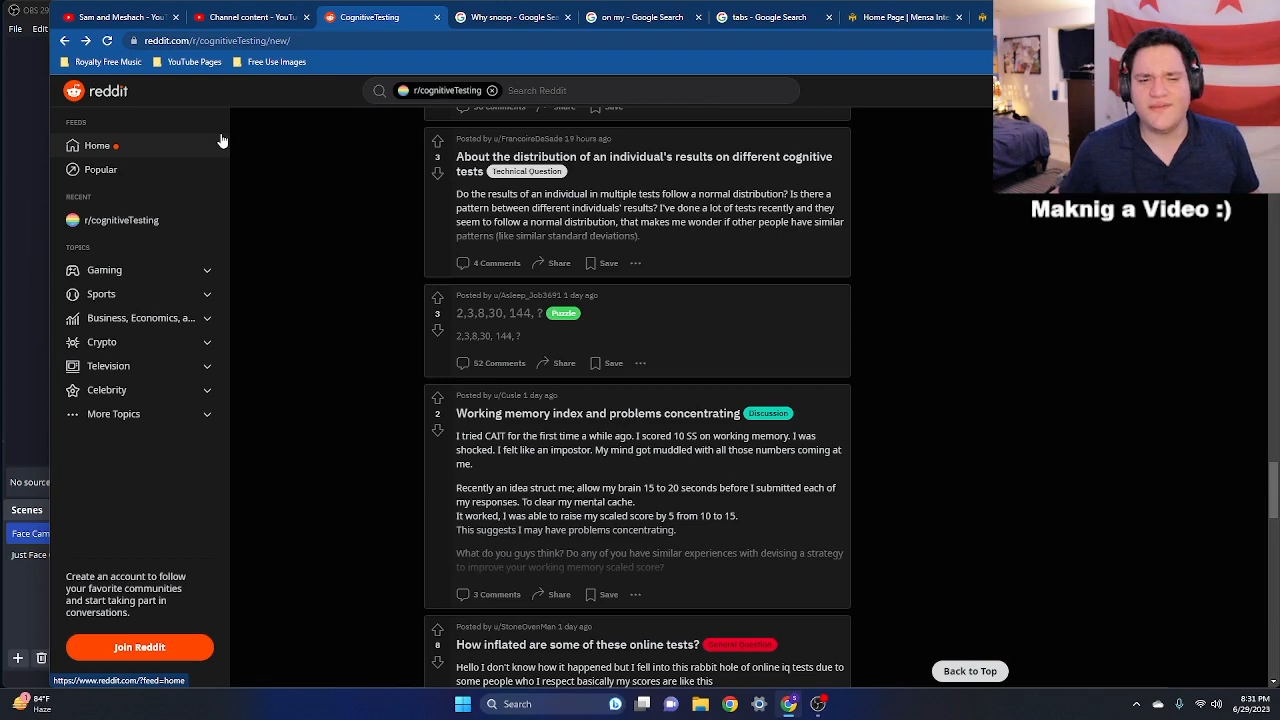 OBS 29
Sam and Victor
Channel - YouTu
CognitiveTesting
Why snoop - Google Sea
on my - Google Search
tabs - Google Search
Home Page | Mensa Inte
reddit.com/r/cognitiveTesting/new/
Royalty Free Music
YouTube Pages
Free Use Images
reddit
r/cognitiveTesting
Search Reddit
Maknig a Video :)
FEEDS
Home
Popular
RECENT
r/cognitiveTesting
TOPICS
Gaming
Sports
Business, Economics, a...
Crypto
Television
Celebrity
More Topics
Create an account to follow
your favorite communities
and start taking part in
conversations.
Join Reddit
https://www.reddit.com/?feed=home
Comments Share Save
Posted by u/FrancoireDeSade 19 hours ago
3
About the distribution of an individual's results on different cognitive
tests Technical Question
Do the results of an individual in multiple tests follow a normal distribution? Is there a
pattern between different individuals' results? I've done a lot of tests recently and they
seem to follow a normal distribution, that makes me wonder if other people have similar
patterns (like similar standard deviations).
4 Comments Share Save
Posted by u/Asleep_Job3691 1 day ago
3
2,3,8,30, 144, ? Puzzle
2,3,8,30, 144, ?
52 Comments Share Save
Posted by u/Cusle 1 day ago
2
Working memory index and problems concentrating Discussion
I tried CAIT for the first time a while ago. I scored 10 SS on working memory. I was
shocked. I felt like an impostor. My mind got muddled with all those numbers coming at
me.
Recently an idea struck me; allow my brain 15 to 20 seconds before I submitted each of
my responses. To clear my mental cache.
It worked, I was able to raise my scaled score by 5 from 10 to 15.
This suggests I may have problems concentrating.
What do you guys think? Do any of you have similar experiences with devising a strategy
to improve your working memory scaled score?
3 Comments Share Save
Posted by u/StoneOvenMan 1 day ago
8
How inflated are some of these online tests? General Question
Hello I don't know how it happened but I fell into this rabbit hole of online iq tests due to
some people who I respect basically my scores are like this
Back to Top
No source
Scenes
Face Cam
Just Face
Search
8:31 PM
6/29/2023